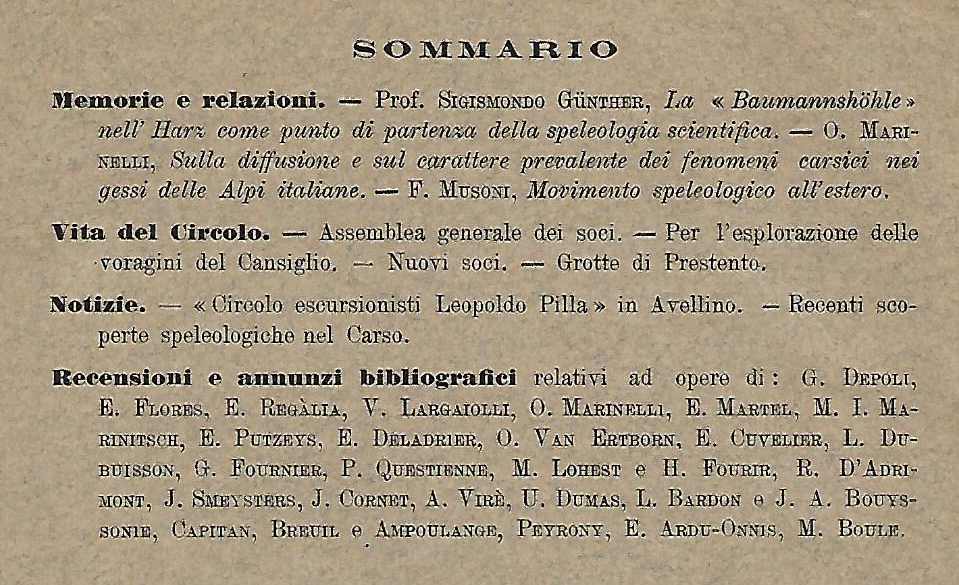 SOMMARIO
Memorie e relazioni. — Prof. SIGISMONDO GÜNTHER, La « Baumannshöhle »
nell' Harz come punto di partenza della speleologia scientifica. — O. MARI-
NELLI, Sulla diffusione e sul carattere prevalente dei fenomeni carsici nei
gessi delle Alpi italiane. — F. MUSONI, Movimento speleologico all'estero.
Vita del Circolo. — Assemblea generale dei soci. — Per l'esplorazione delle
voragini del Cansiglio. — Nuovi soci. — Grotte di Prestento.
Notizie. — « Circolo escursionisti Leopoldo Pilla » in Avellino. — Recenti sco-
perte speleologiche nel Carso.
Recensioni e annunzi bibliografici relativi ad opere di : G. DEPOLI,
E. FLORES, E. REGÀLIA, V. LARGAIOLLI, O. MARINELLI, E. MARTEL, M. I. MA-
RINITSCH, E. PUTZEYS, E. DELADRIER, O. VAN ERTBORN, E. CUVELIER, L. DU-
BUISSON, G. FOURNIER, P. QUESTIENNE, M. LOHEST e H. FOURIR, R. D'ADRI-
MONT, J. SMEYSTERS, J. CORNET, A. VIRÈ, U. DUMAS, L. BARDON e J. A. BOUYS-
SONIE, CAPITAN, BREUIL e AMPOULANGE, PEYRONY, E. ARDU-ONNIS, M. BOULE.